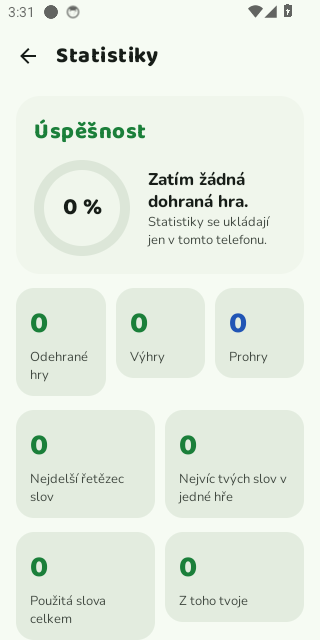 3:31
Statistiky
Úspěšnost
0 %
Zatím žádná
dohraná hra.
Statistiky se ukládají
jen v tomto telefonu.
0
Odehrané
hry
0
Výhry
0
Prohry
0
Nejdelší řetězec
slov
0
Nejvíc tvých slov v
jedné hře
0
Použitá slova
celkem
0
Z toho tvoje